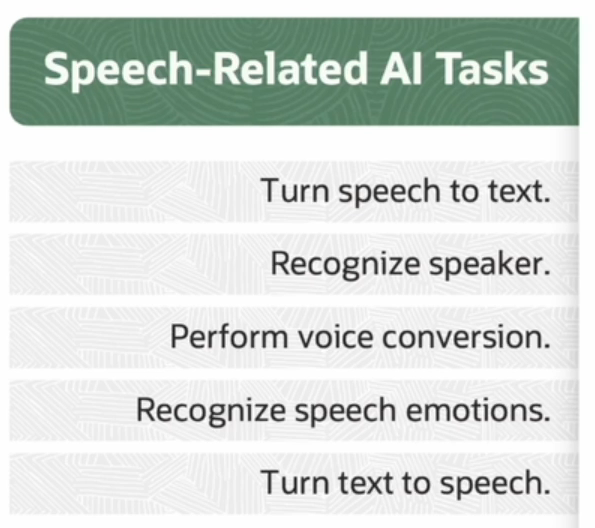 Speech-Related AI Tasks
Turn speech to text.
Recognize speaker.
Perform voice conversion.
Recognize speech emotions.
Turn text to speech.